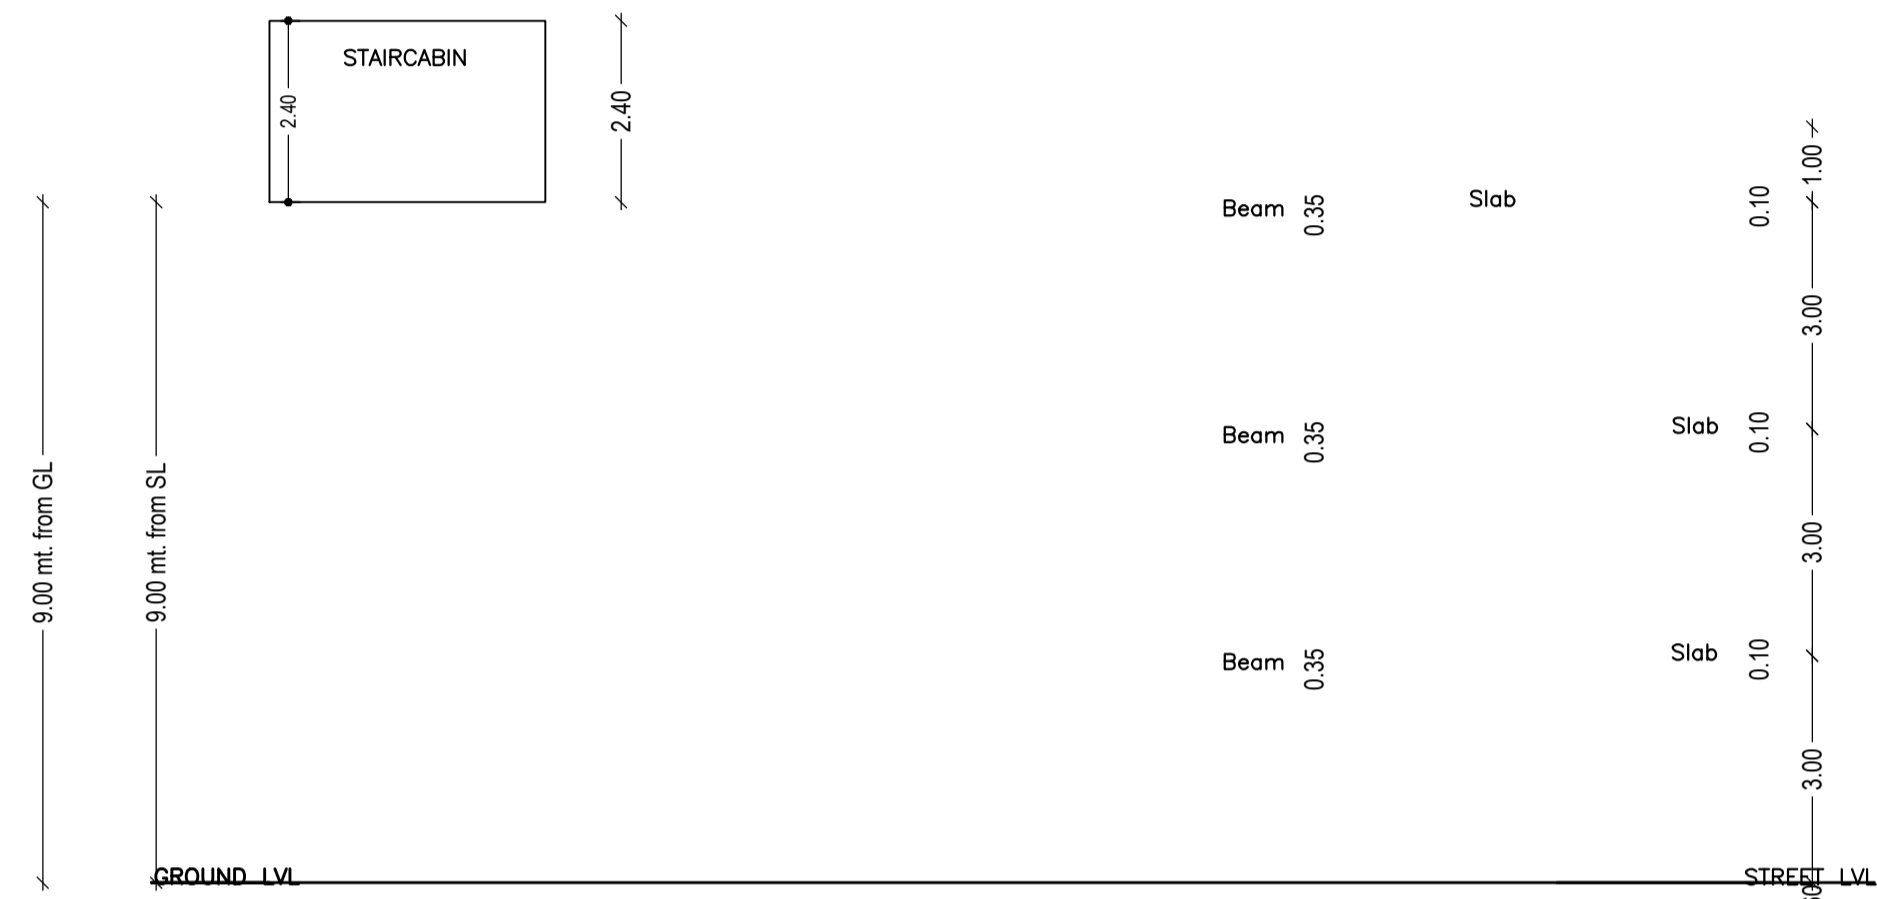 STAIRCABIN
2.40
2.40
1.00
Beam 0.35
Slab
0.10
3.00
Beam 0.35
Slab 0.10
9.00 mt. from GL
9.00 mt. from SL
3.00
Beam 0.35
Slab 0.10
3.00
GROUND LVL
STREET LVL